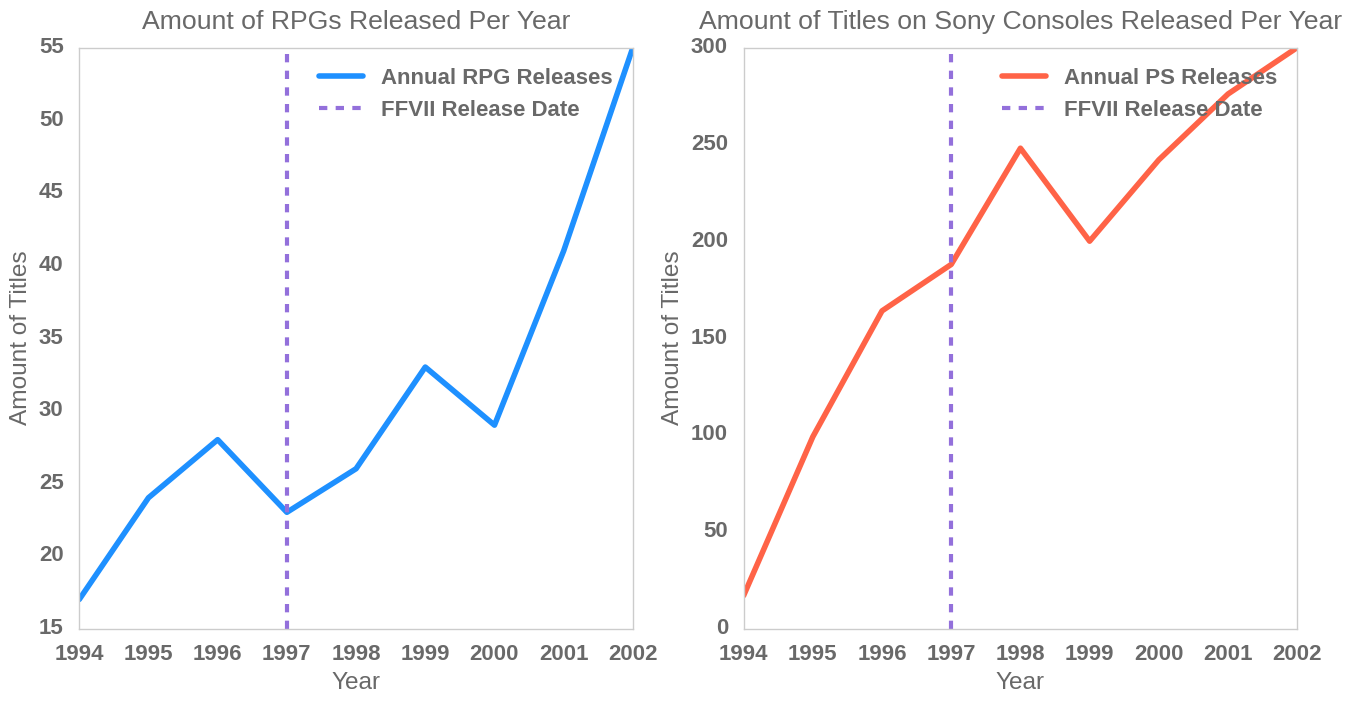 Amount of RPGs Released Per Year
55
50
45
40
35
30
25
20
15
Amount of Titles
Annual RPG Releases
FFVII Release Date
1994 1995 1996 1997 1998 1999 2000 2001 2002
Year
Amount of Titles on Sony Consoles Released Per Year
300
250
200
150
100
50
0
Amount of Titles
Annual PS Releases
FFVII Release Date
1994 1995 1996 1997 1998 1999 2000 2001 2002
Year